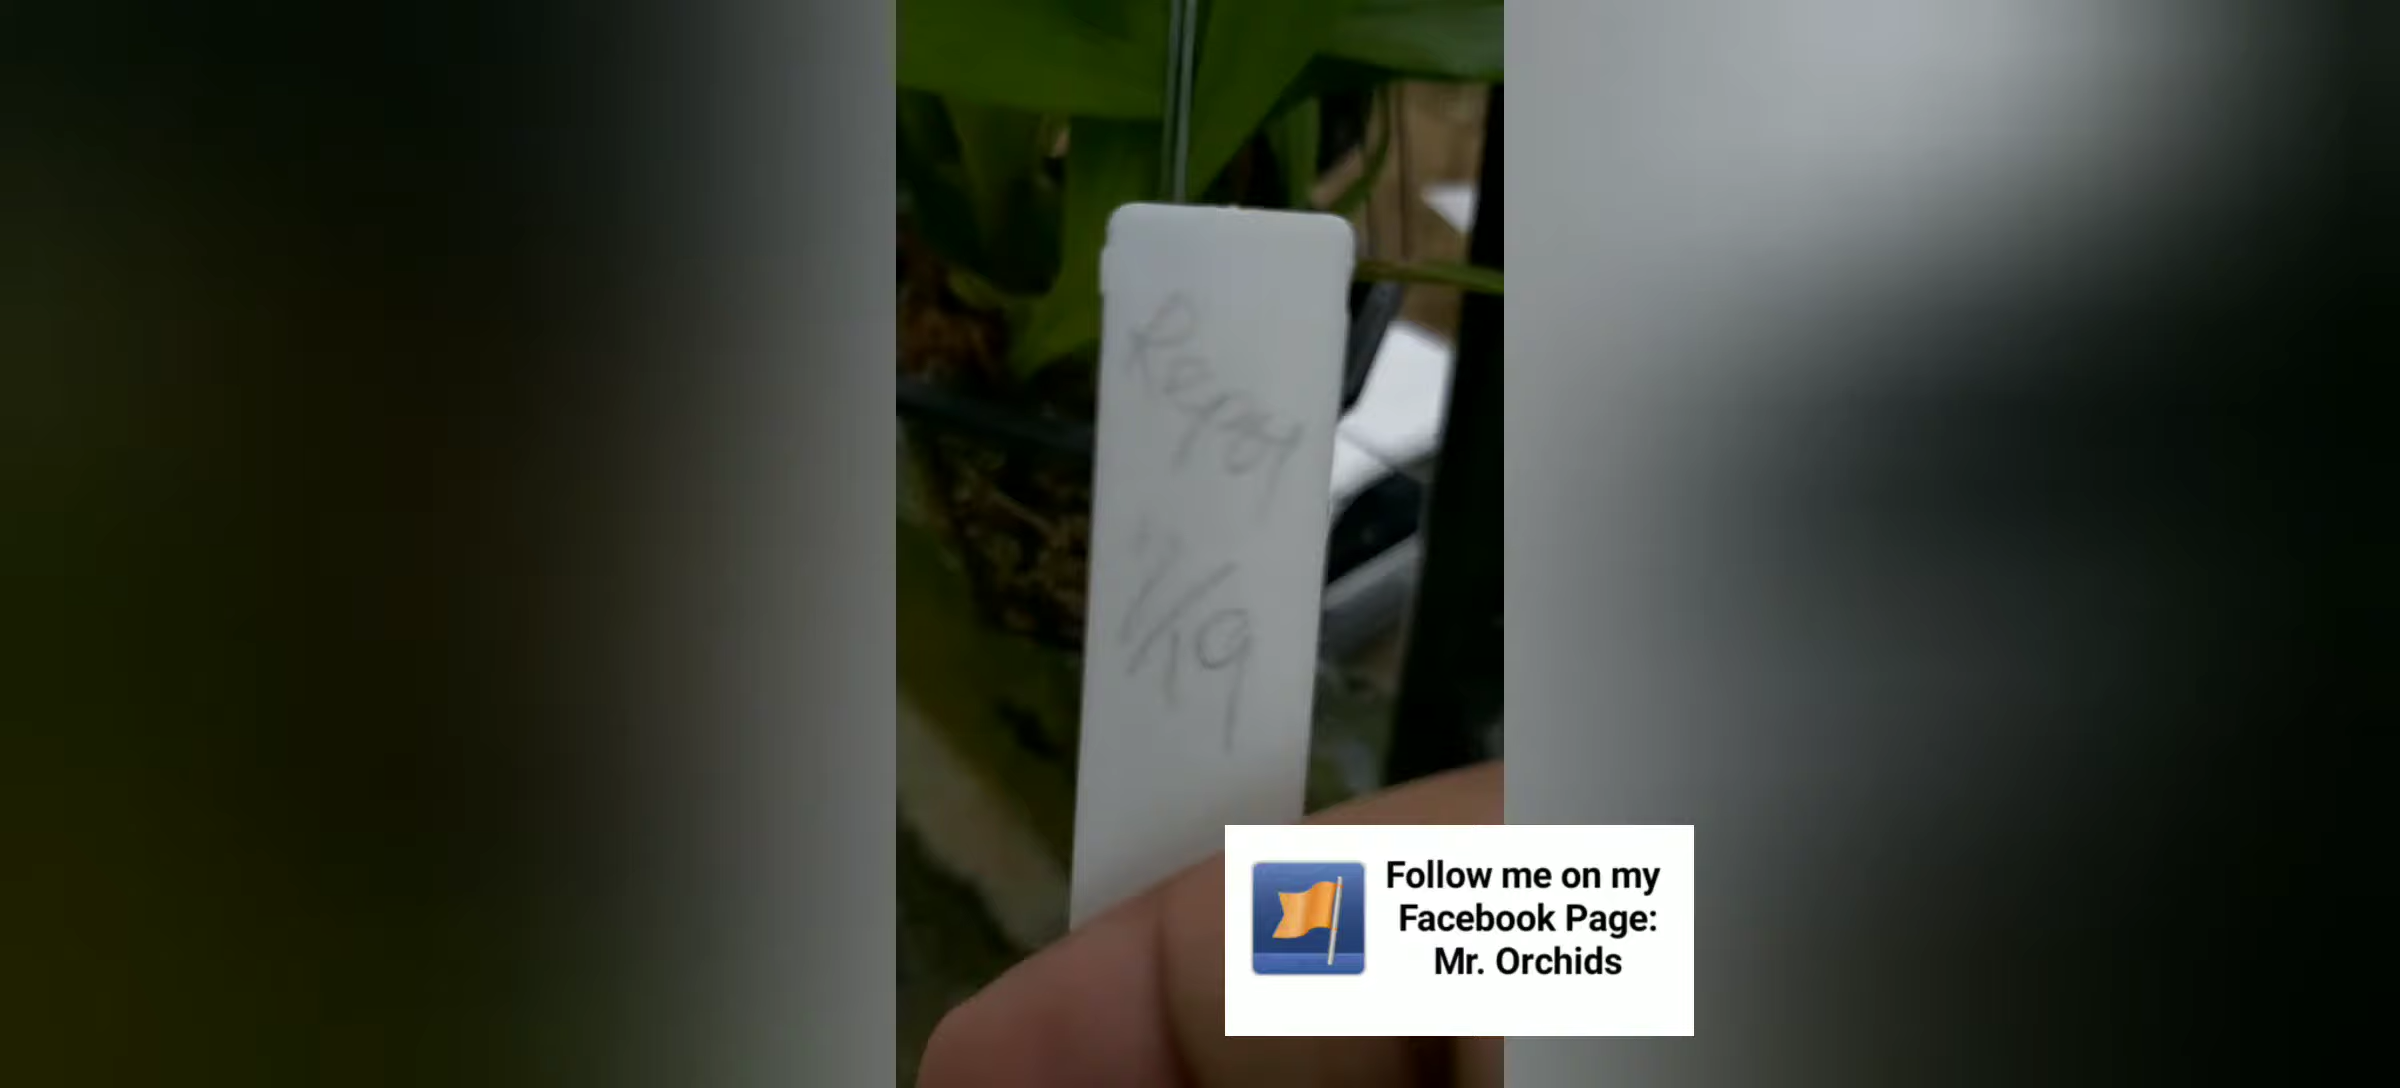 Repot
1/19
Follow me on my
Facebook Page:
Mr. Orchids